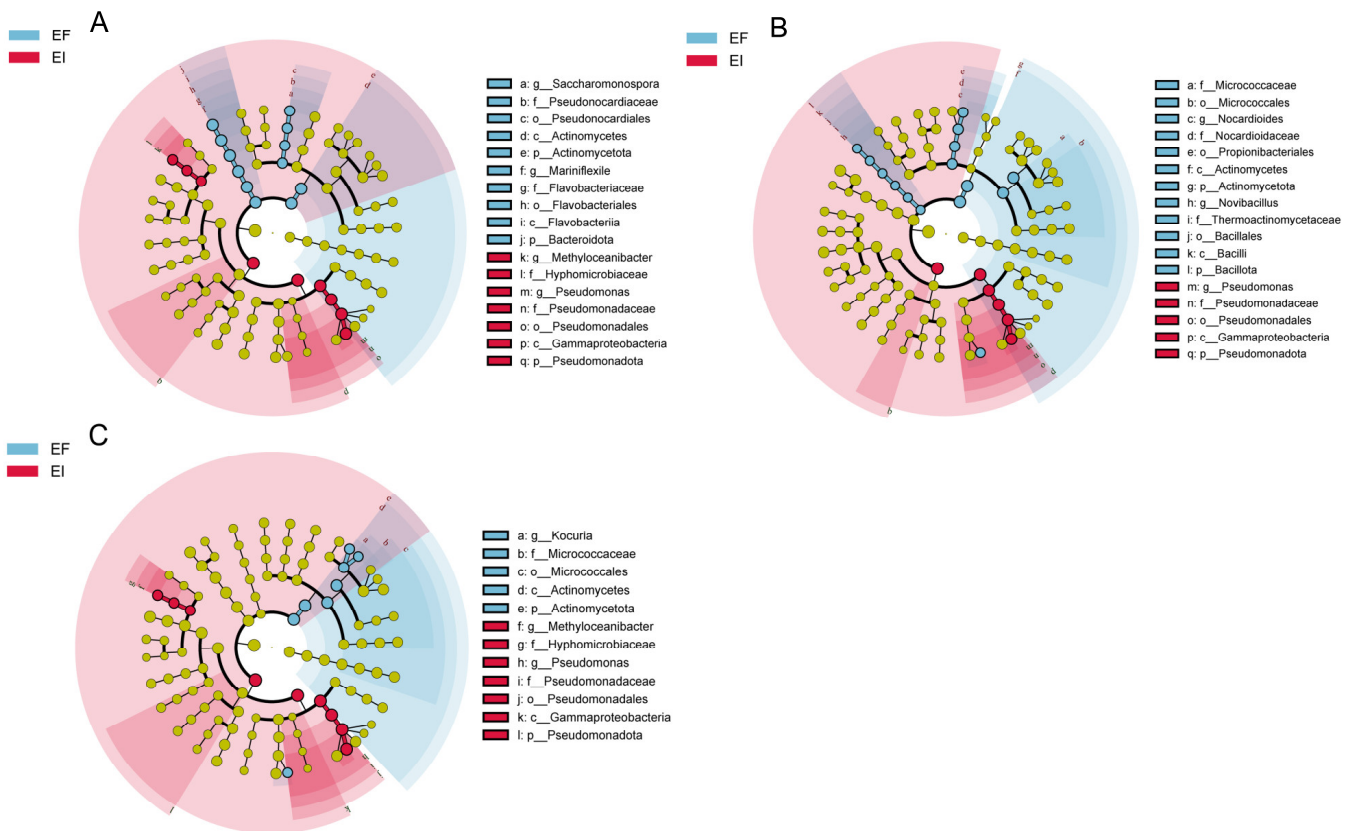 A
EF
EI
a: g__Saccharomonospora
b: f__Pseudonocardiaceae
c: o__Pseudonocardiales
d: c__Actinomycetes
e: p__Actinomycetota
f: g__Mariniflexile
g: f__Flavobacteriaceae
h: o__Flavobacteriales
i: c__Flavobacteriia
j: p__Bacteroidota
k: g__Methyloceanibacter
l: f__Hyphomicrobiaceae
m: g__Pseudomonas
n: f__Pseudomonadaceae
o: o__Pseudomonadales
p: c__Gammaproteobacteria
q: p__Pseudomonadota
B
EF
EI
a: f__Micrococcaceae
b: o__Micrococcales
c: g__Nocardioides
d: f__Nocardioidaceae
e: o__Propionibacteriales
f: c__Actinomycetes
g: p__Actinomycetota
h: g__Novibacillus
i: f__Thermoactinomycetaceae
j: o__Bacillales
k: c__Bacilli
l: p__Bacillota
m: g__Pseudomonas
n: f__Pseudomonadaceae
o: o__Pseudomonadales
p: c__Gammaproteobacteria
q: p__Pseudomonadota
C
EF
EI
a: g__Kocuria
b: f__Micrococcaceae
c: o__Micrococcales
d: c__Actinomycetes
e: p__Actinomycetota
f: g__Methyloceanibacter
g: f__Hyphomicrobiaceae
h: g__Pseudomonas
i: f__Pseudomonadaceae
j: o__Pseudomonadales
k: c__Gammaproteobacteria
l: p__Pseudomonadota